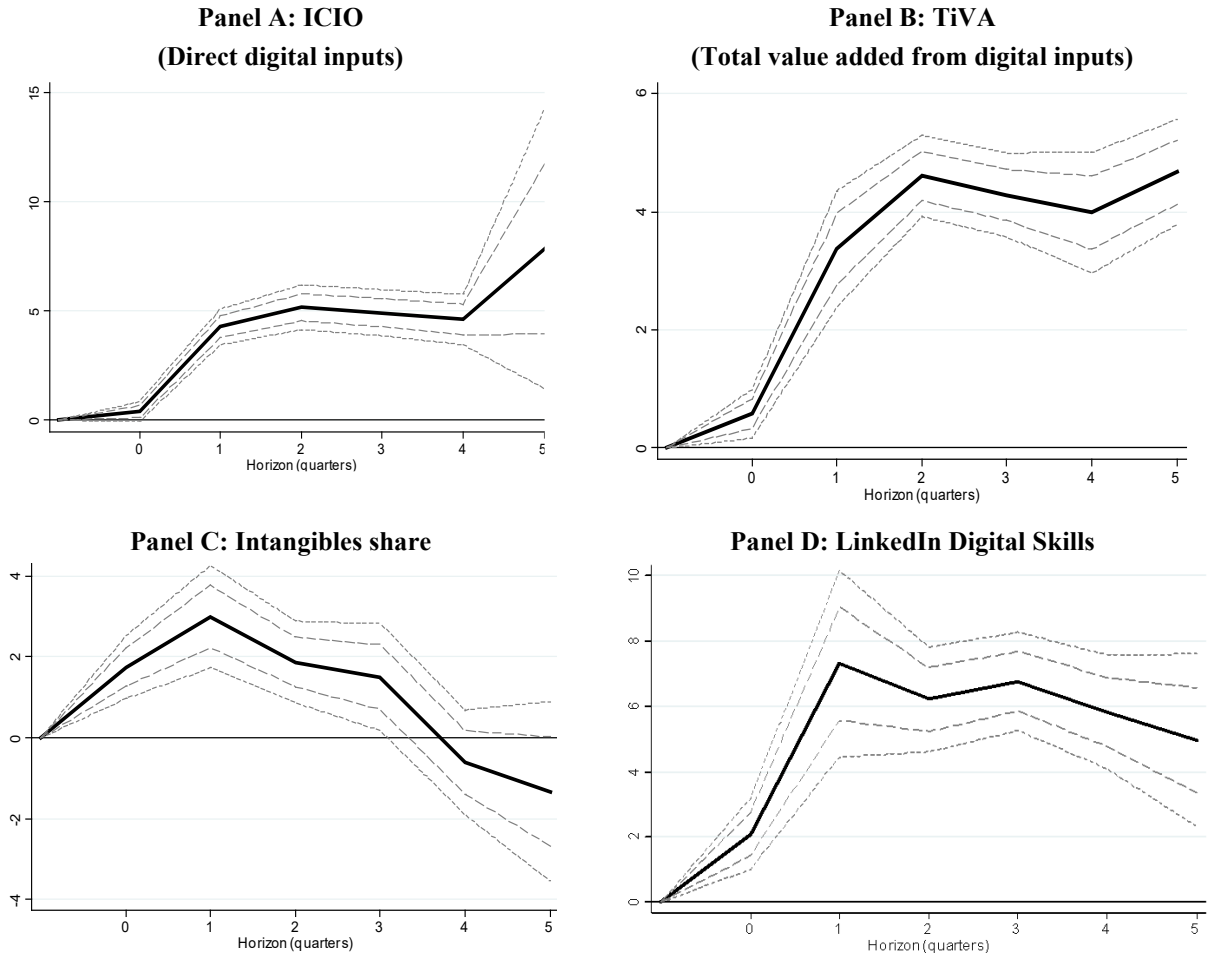 Panel A: ICIO
(Direct digital inputs)
15
10
5
0
0 1 2 3 4 5
Horizon (quarters)
Panel B: TiVA
(Total value added from digital inputs)
6
4
2
0
0 1 2 3 4 5
Horizon (quarters)
Panel C: Intangibles share
4
2
0
-2
-4
0 1 2 3 4 5
Horizon (quarters)
Panel D: LinkedIn Digital Skills
10
8
6
4
2
0
0 1 2 3 4 5
Horizon (quarters)